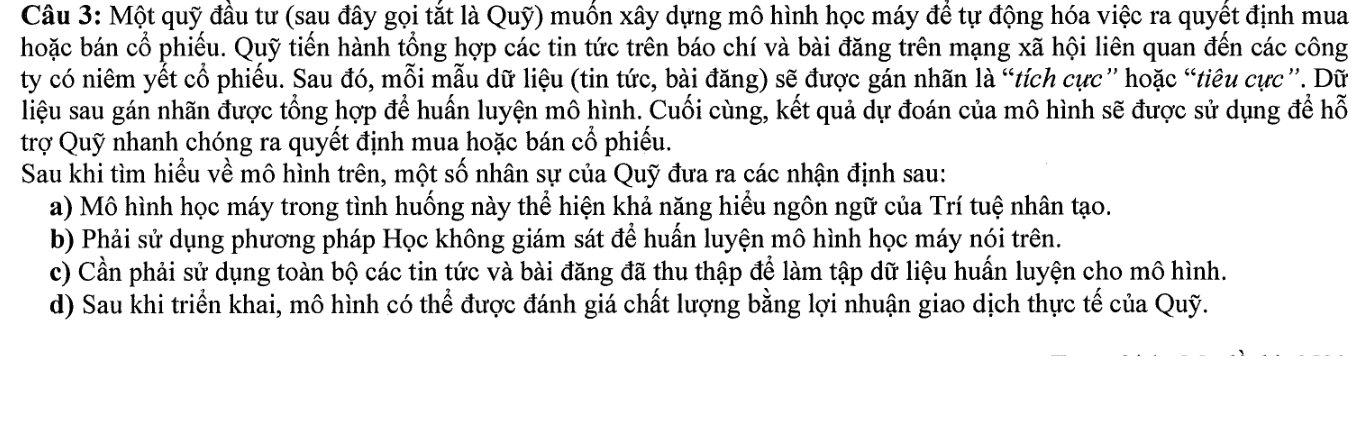 Câu 3: Một quỹ đầu tư (sau đây gọi tắt là Quỹ) muốn xây dựng mô hình học máy để tự động hóa việc ra quyết định mua
hoặc bán cổ phiếu. Quỹ tiến hành tổng hợp các tin tức trên báo chí và bài đăng trên mạng xã hội liên quan đến các công
ty có niêm yết cổ phiếu. Sau đó, mỗi mẫu dữ liệu (tin tức, bài đăng) sẽ được gán nhãn là “tích cực” hoặc “tiêu cực”. Dữ
liệu sau gán nhãn được tổng hợp để huấn luyện mô hình. Cuối cùng, kết quả dự đoán của mô hình sẽ được sử dụng để hỗ
trợ Quỹ nhanh chóng ra quyết định mua hoặc bán cổ phiếu.
Sau khi tìm hiểu về mô hình trên, một số nhân sự của Quỹ đưa ra các nhận định sau:
a) Mô hình học máy trong tình huống này thể hiện khả năng hiểu ngôn ngữ của Trí tuệ nhân tạo.
b) Phải sử dụng phương pháp Học không giám sát để huấn luyện mô hình học máy nói trên.
c) Cần phải sử dụng toàn bộ các tin tức và bài đăng đã thu thập để làm tập dữ liệu huấn luyện cho mô hình.
d) Sau khi triển khai, mô hình có thể được đánh giá chất lượng bằng lợi nhuận giao dịch thực tế của Quỹ.